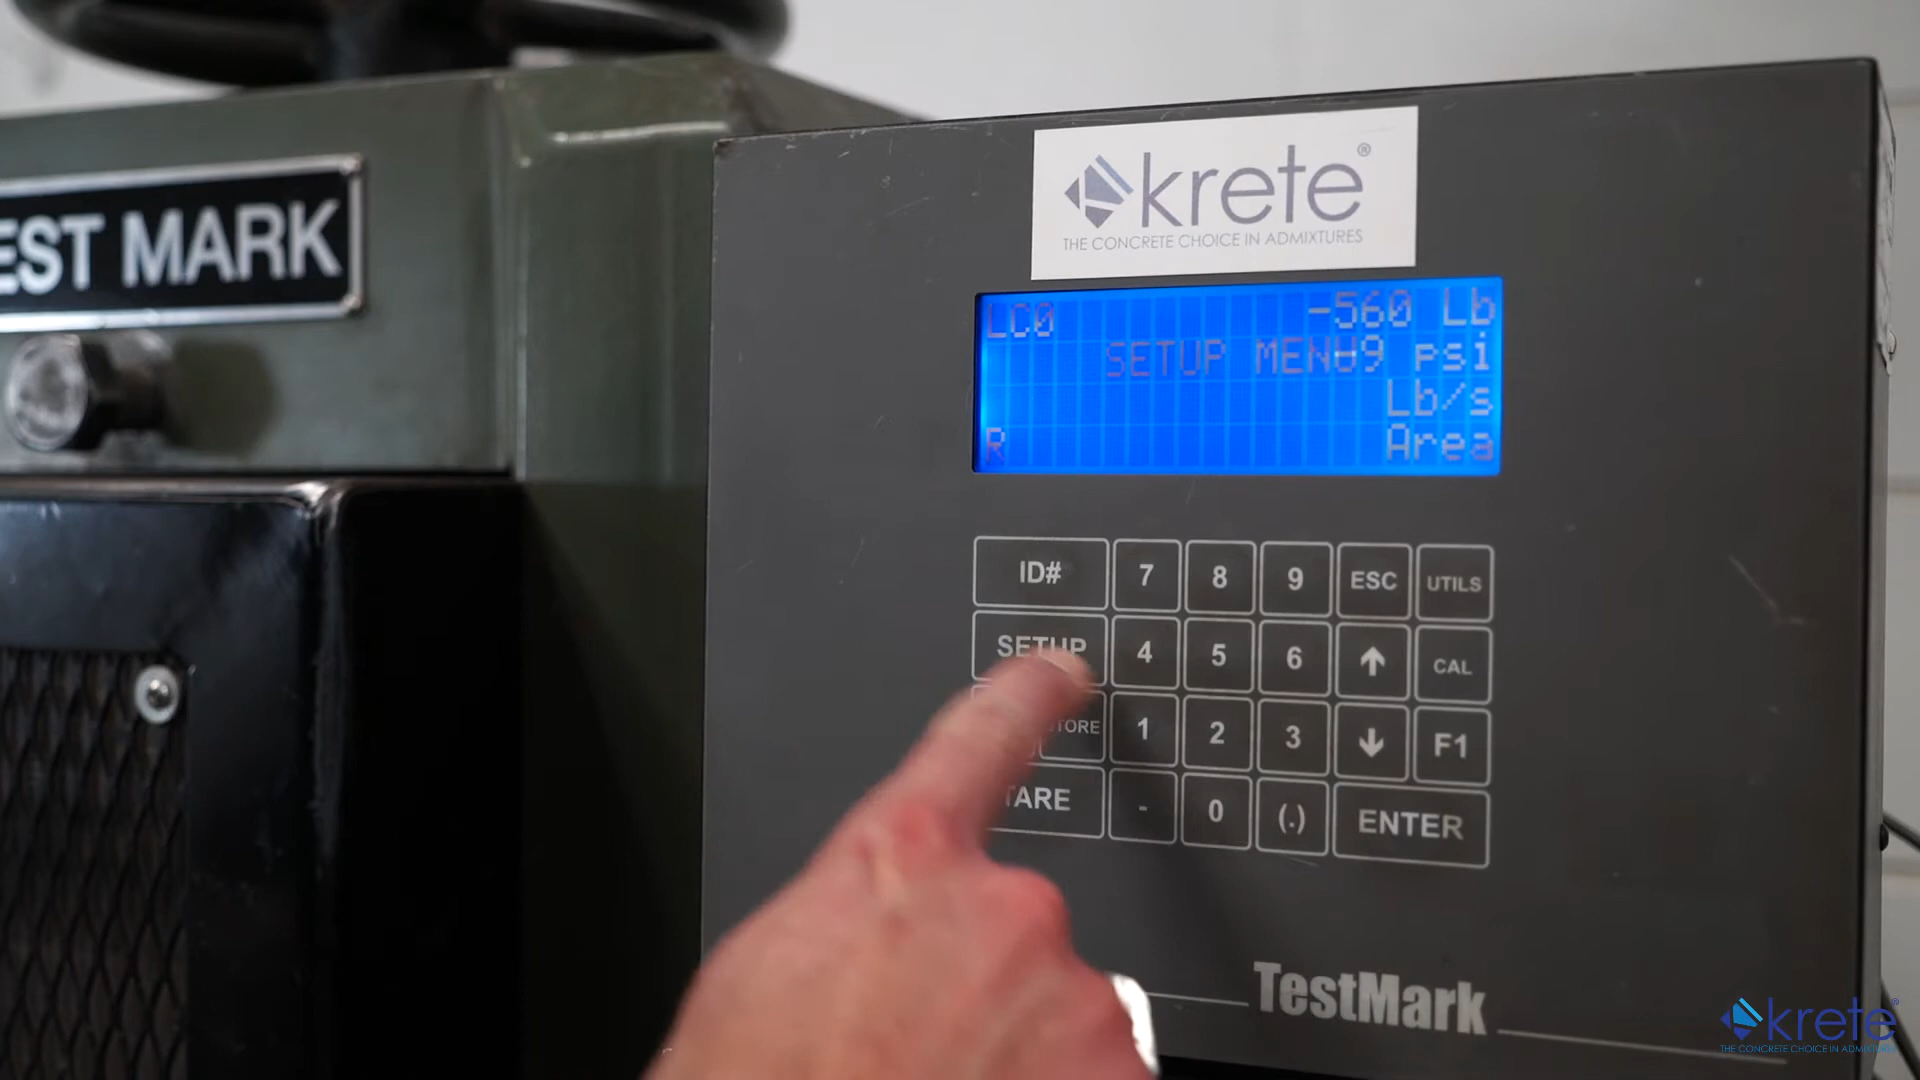 EST MARK
krete®
THE CONCRETE CHOICE IN ADMIXTURES
LC0 -560 Lb
SETUP MENU-9 psi
Lb/s
R Area
ID# 7 8 9 ESC UTILS
SETUP 4 5 6 ↑ CAL
TORE 1 2 3 ↓ F1
TARE - 0 (.) ENTER
TestMark
krete®
THE CONCRETE CHOICE IN ADMIXTURES